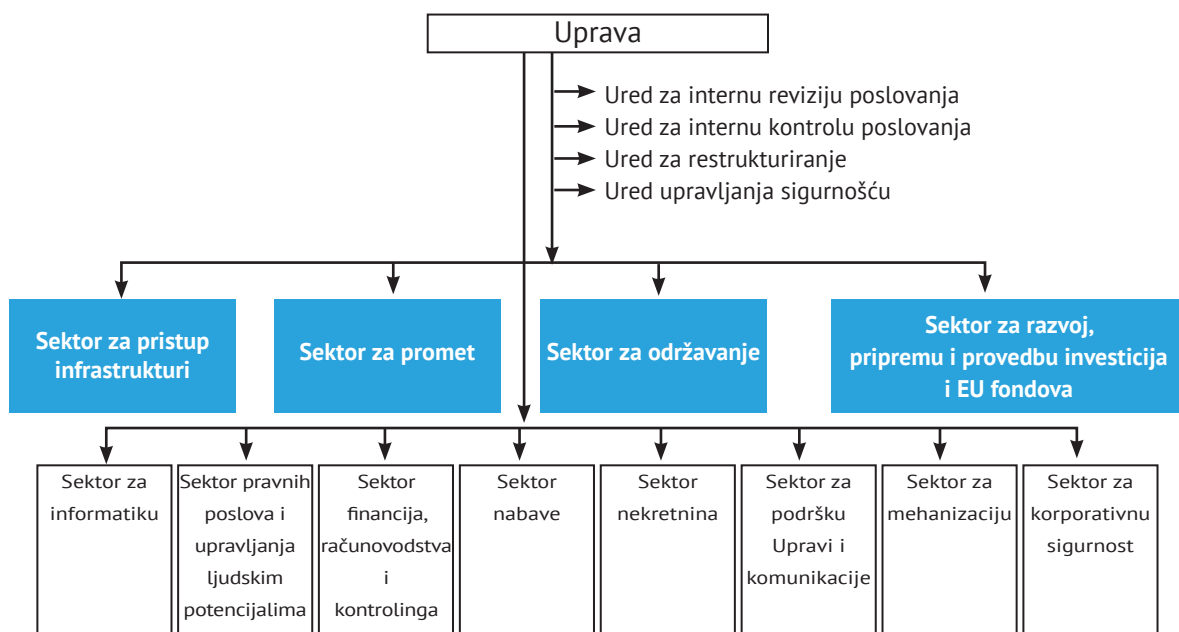 Uprava
Ured za internu reviziju poslovanja
Ured za internu kontrolu poslovanja
Ured za restrukturiranje
Ured upravljanja sigurnošću
Sektor za pristup
infrastrukturi
Sektor za promet
Sektor za održavanje
Sektor za razvoj,
pripremu i provedbu investicija
i EU fondova
Sektor za
informatiku
Sektor pravnih
poslova i
upravljanja
ljudskim
potencijalima
Sektor
financija,
računovodstva
i
kontrolinga
Sektor
nabave
Sektor
nekretnina
Sektor za
podršku
Upravi i
komunikacije
Sektor za
mehanizaciju
Sektor za
korporativnu
sigurnost